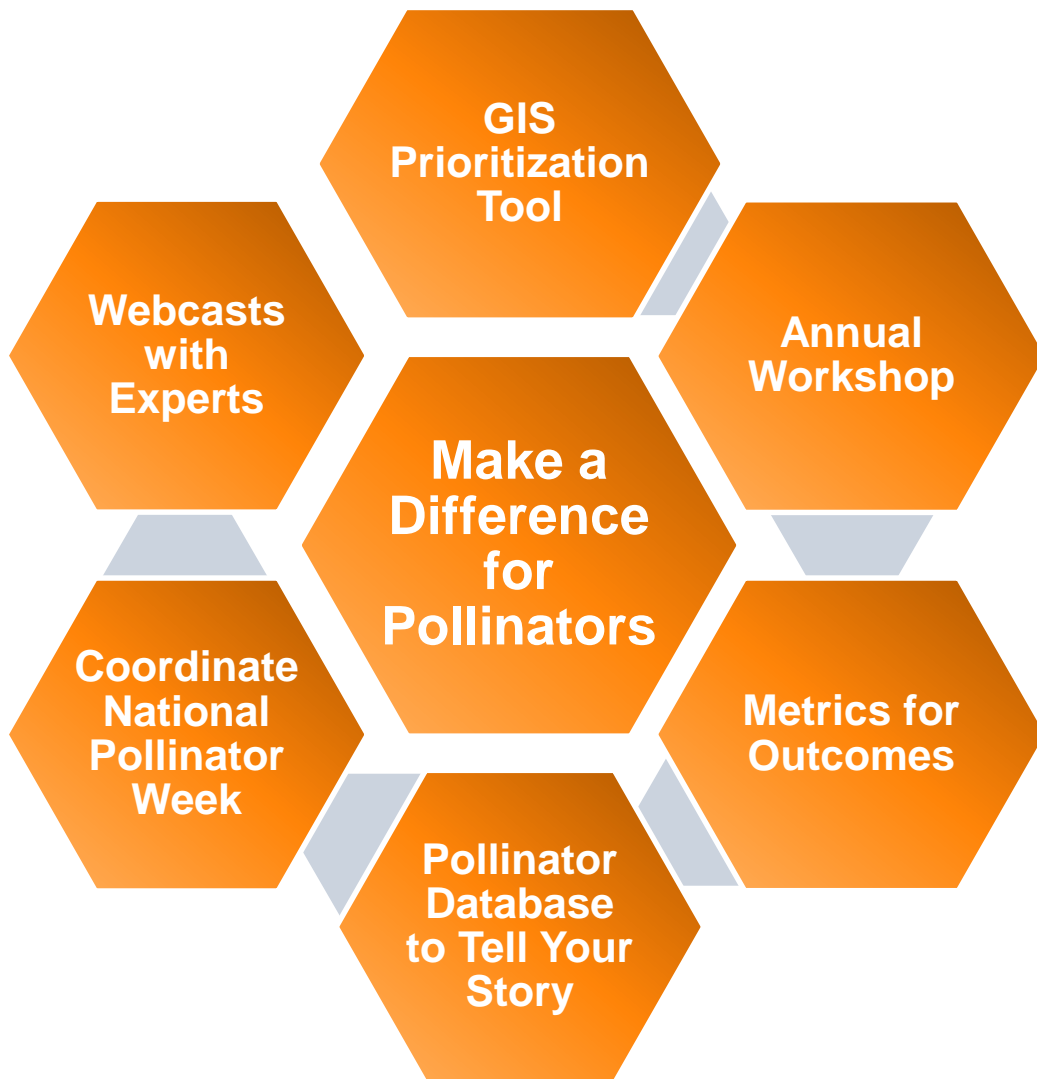 GIS
Prioritization
Tool
Annual
Workshop
Metrics for
Outcomes
Pollinator
Database
to Tell Your
Story
Coordinate
National
Pollinator
Week
Webcasts
with
Experts
Make a
Difference
for
Pollinators